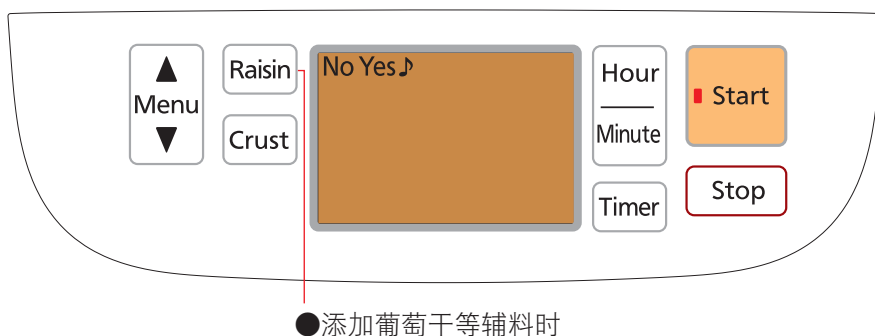 ▲
Menu
▼
Raisin
Crust
No Yes♪
Hour
Minute
Timer
Start
Stop
●添加葡萄干等辅料时